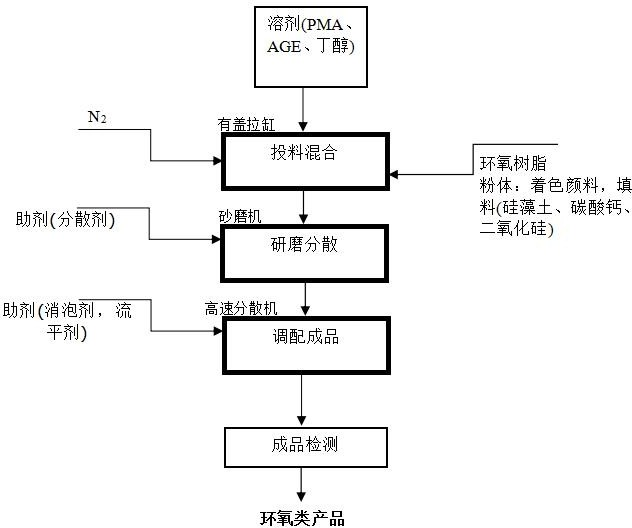 溶剂(PMA、
AGE、丁醇)
N2
有盖拉缸
投料混合
环氧树脂
粉体：着色颜料，填
料(硅藻土、碳酸钙、
二氧化硅)
助剂(分散剂)
砂磨机
研磨分散
助剂(消泡剂，流
平剂)
高速分散机
调配成品
成品检测
环氧类产品